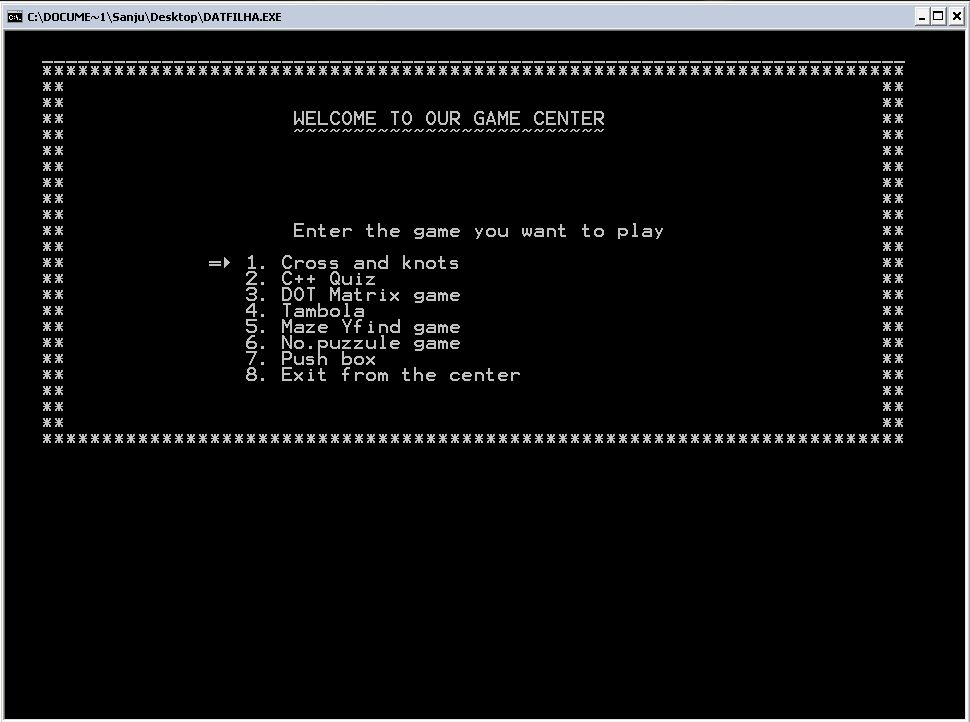 C:\DOCUME~1\Sanju\Desktop\DATFILHA.EXE
WELCOME TO OUR GAME CENTER
~~~~~~~~~~~~~~~~~~~~~~~~~~
Enter the game you want to play
=> 1. Cross and knots
2. C++ Quiz
3. DOT Matrix game
4. Tambola
5. Maze Yfind game
6. No.puzzule game
7. Push box
8. Exit from the center